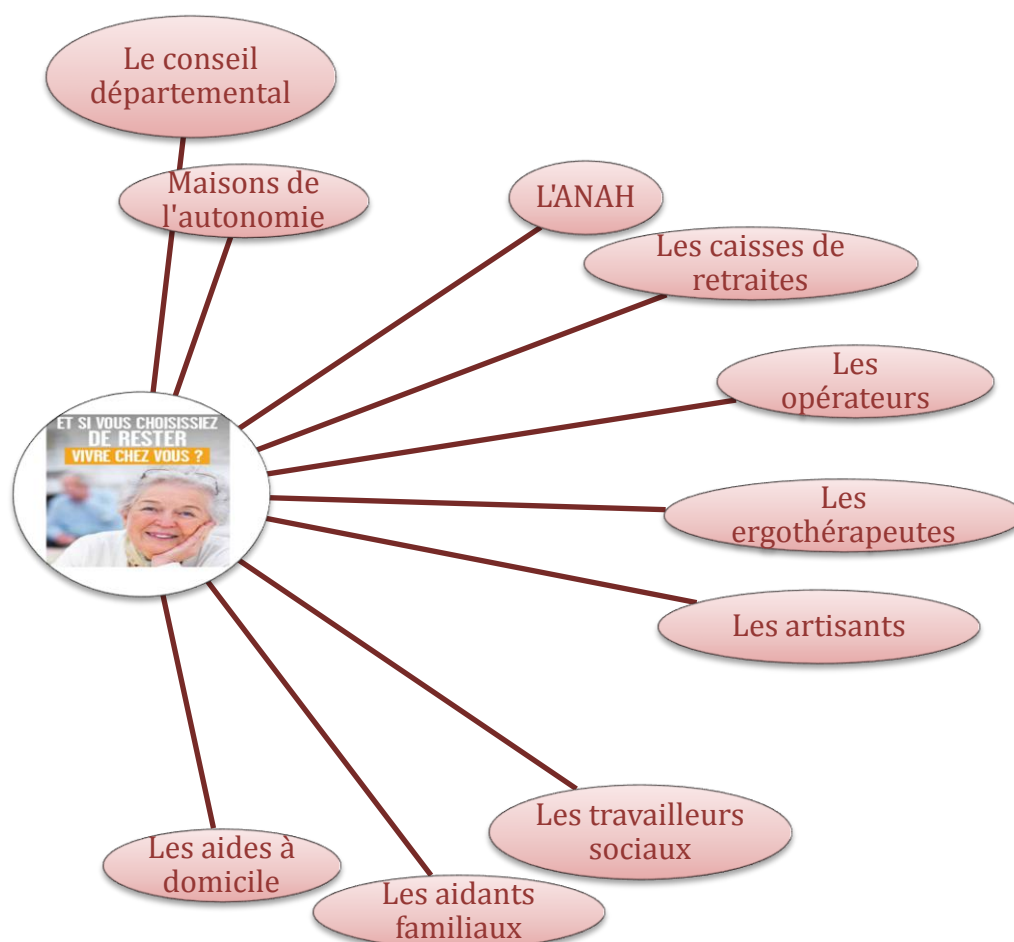 Le conseil
départemental
Maisons de
l'autonomie
L'ANAH
Les caisses de
retraites
Les
opérateurs
ET SI VOUS CHOISISSIEZ
DE RESTER
VIVRE CHEZ VOUS ?
Les
ergothérapeutes
Les artisants
Les travailleurs
sociaux
Les aides à
domicile
Les aidants
familiaux